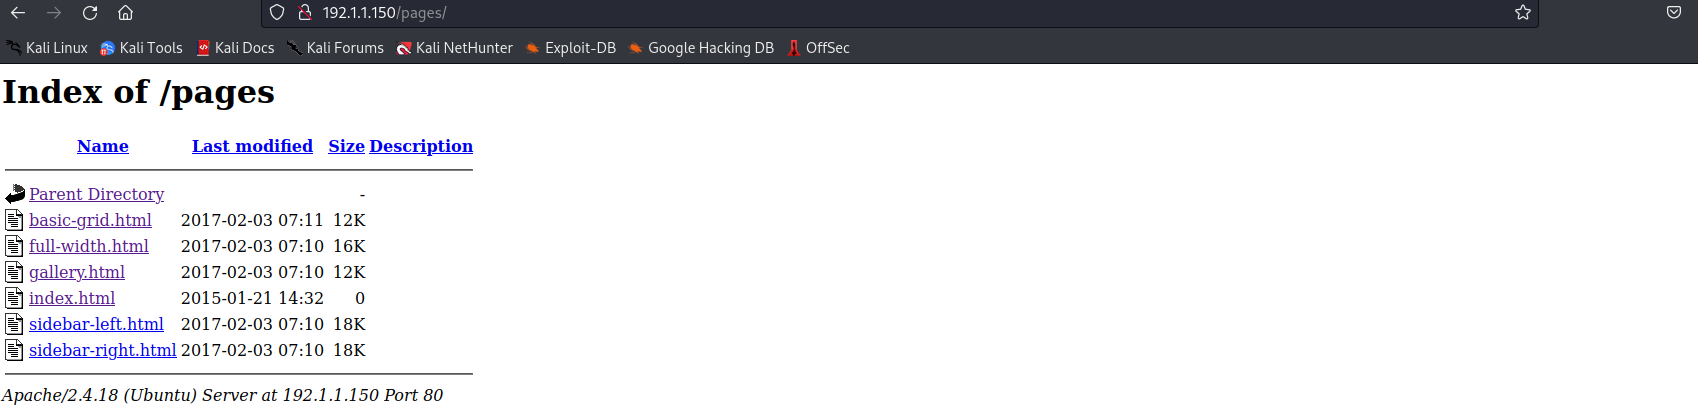 192.1.1.150/pages/
Kali Linux Kali Tools Kali Docs Kali Forums Kali NetHunter Exploit-DB Google Hacking DB OffSec
Index of /pages
Name Last modified Size Description
Parent Directory -
basic-grid.html 2017-02-03 07:11 12K
full-width.html 2017-02-03 07:10 16K
gallery.html 2017-02-03 07:10 12K
index.html 2015-01-21 14:32 0
sidebar-left.html 2017-02-03 07:10 18K
sidebar-right.html 2017-02-03 07:10 18K
Apache/2.4.18 (Ubuntu) Server at 192.1.1.150 Port 80